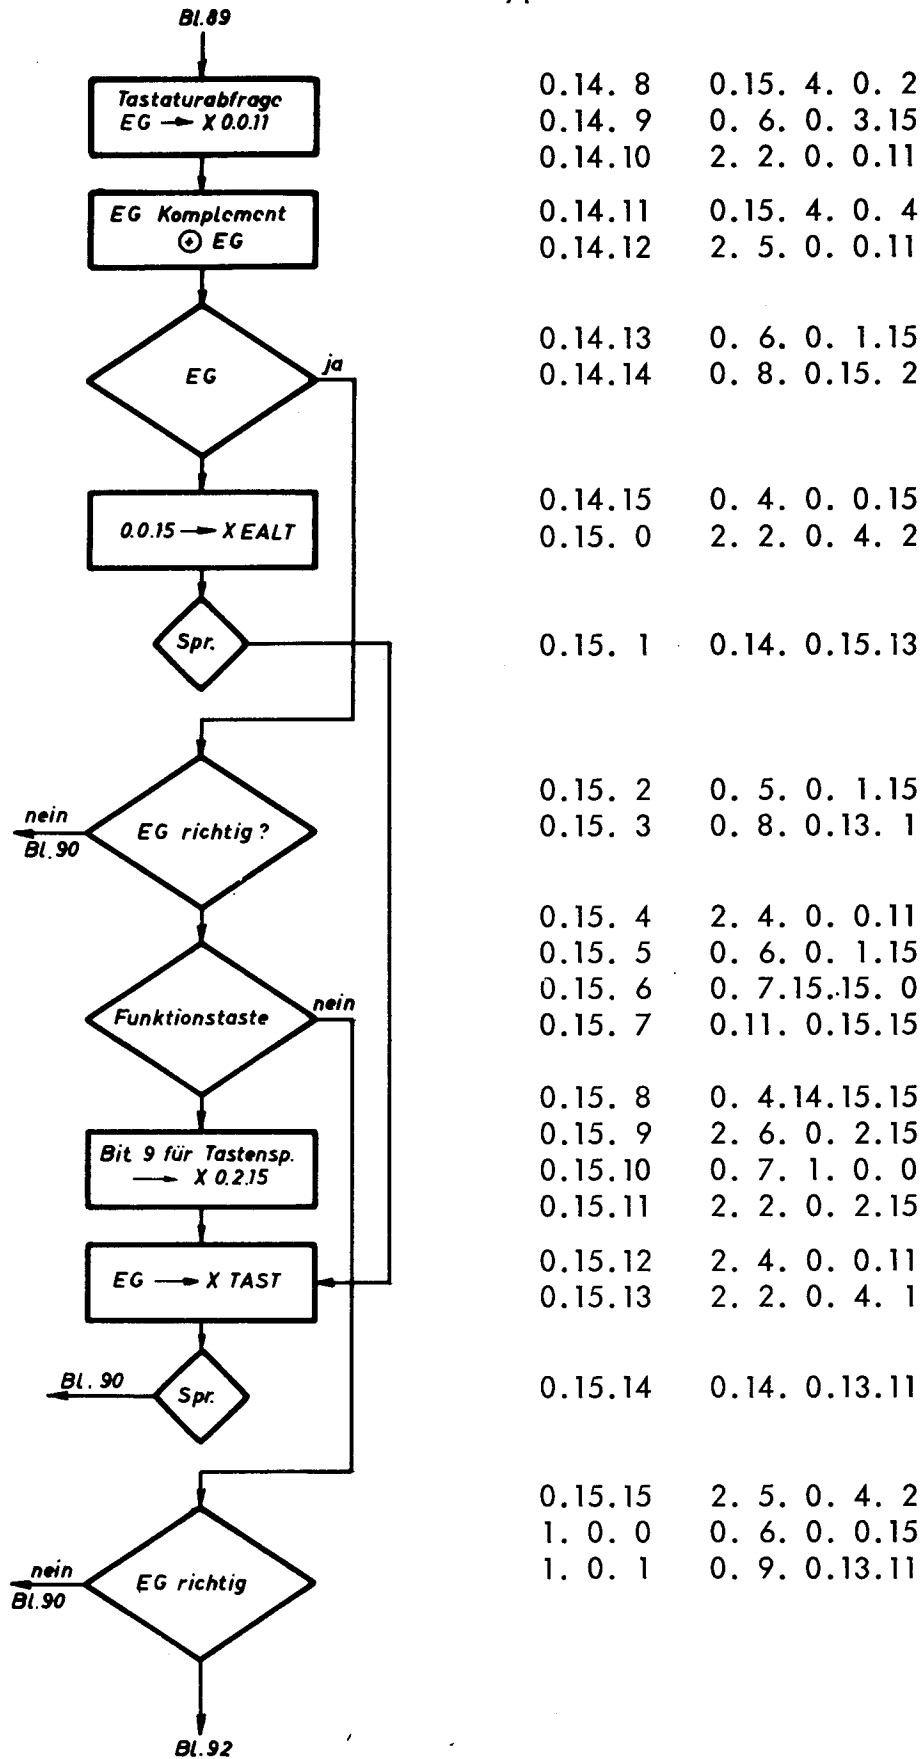 Bl.89
Tastaturabfrage
EG → X 0.0.11
0.14. 8 0.15. 4. 0. 2
0.14. 9 0. 6. 0. 3.15
0.14.10 2. 2. 0. 0.11
EG Komplement
⊕ EG
0.14.11 0.15. 4. 0. 4
0.14.12 2. 5. 0. 0.11
EG
ja
0.14.13 0. 6. 0. 1.15
0.14.14 0. 8. 0.15. 2
0.0.15 → X EALT
0.14.15 0. 4. 0. 0.15
0.15. 0 2. 2. 0. 4. 2
Spr.
0.15. 1 0.14. 0.15.13
nein
Bl.90
EG richtig ?
0.15. 2 0. 5. 0. 1.15
0.15. 3 0. 8. 0.13. 1
Funktionstaste
nein
0.15. 4 2. 4. 0. 0.11
0.15. 5 0. 6. 0. 1.15
0.15. 6 0. 7.15.15. 0
0.15. 7 0.11. 0.15.15
Bit 9 für Tastensp.
→ X 0.2.15
0.15. 8 0. 4.14.15.15
0.15. 9 2. 6. 0. 2.15
0.15.10 0. 7. 1. 0. 0
0.15.11 2. 2. 0. 2.15
EG → X TAST
0.15.12 2. 4. 0. 0.11
0.15.13 2. 2. 0. 4. 1
Bl. 90
Spr.
0.15.14 0.14. 0.13.11
nein
Bl.90
EG richtig
0.15.15 2. 5. 0. 4. 2
1. 0. 0 0. 6. 0. 0.15
1. 0. 1 0. 9. 0.13.11
Bl.92